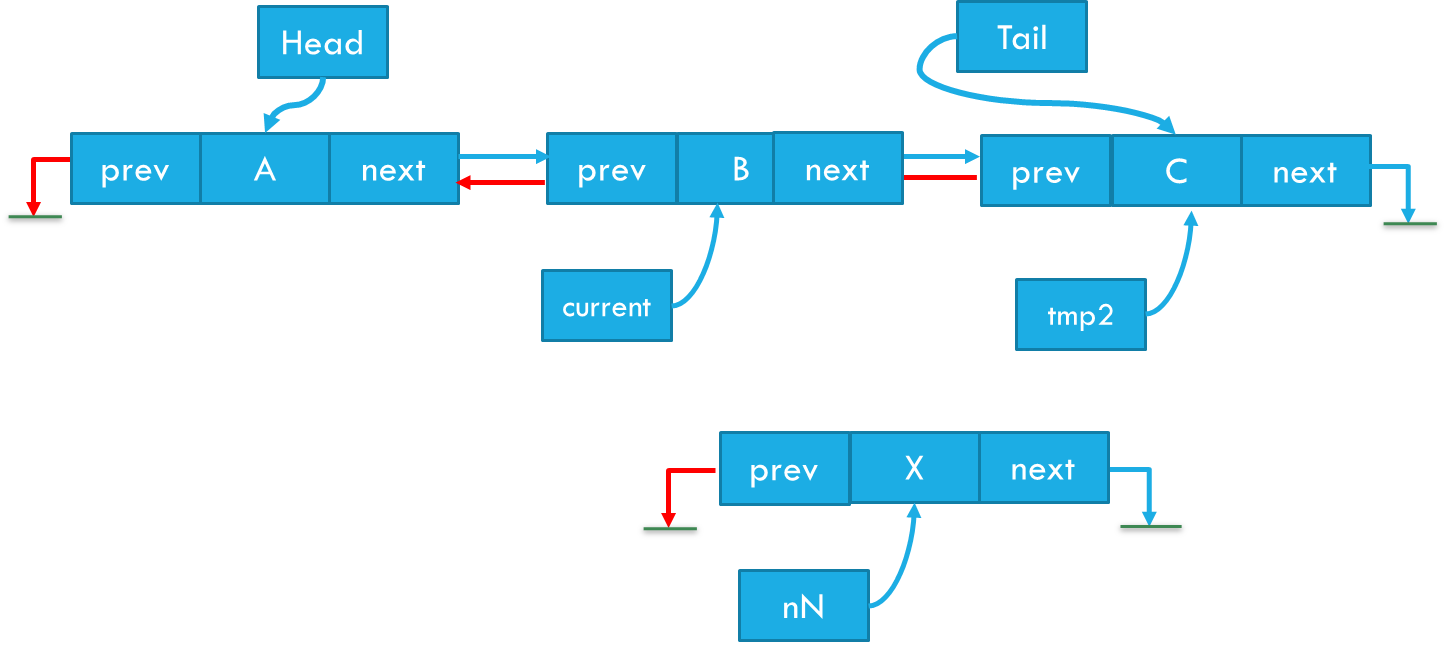 Head
Tail
prev A next
prev B next
prev C next
current
tmp2
prev X next
nN